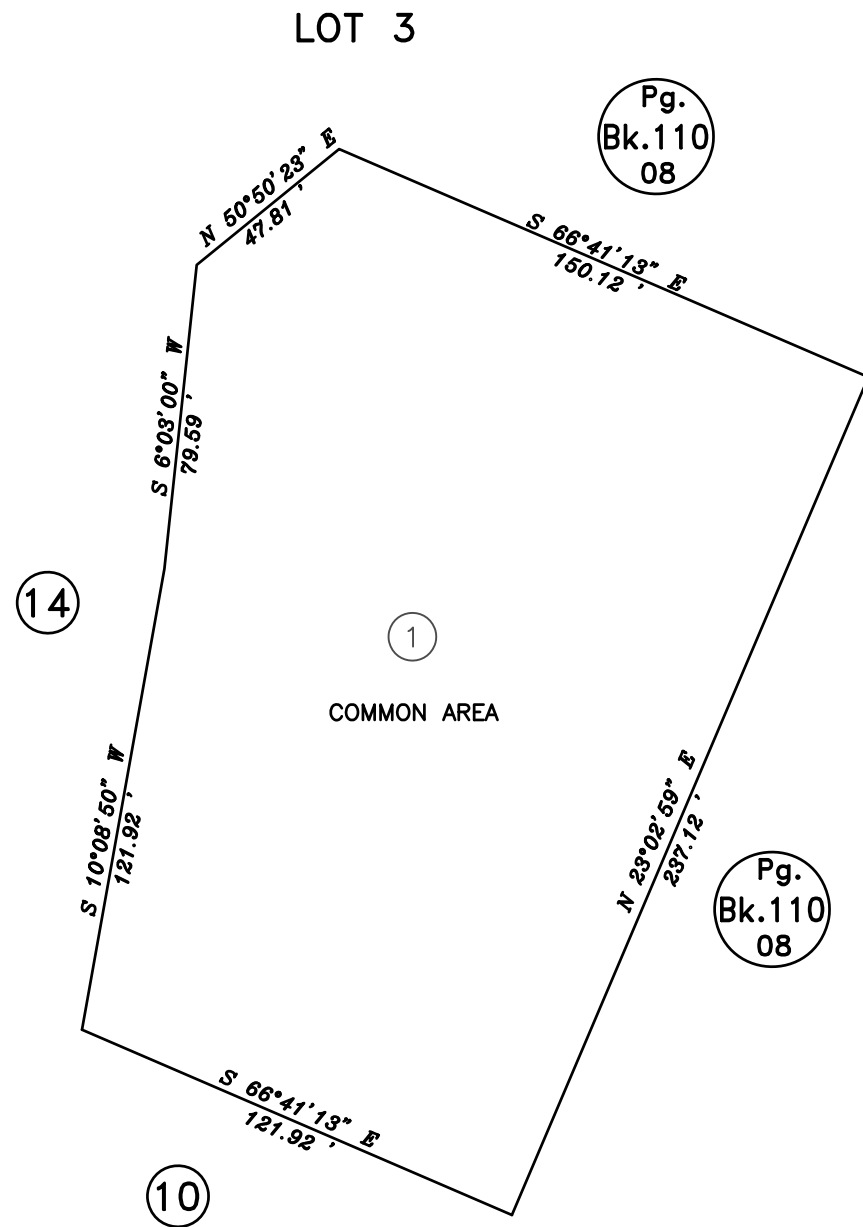 LOT 3
Pg.
Bk.110
08
N 50°50'23" E
47.81 '
S 66°41'13" E
150.12 '
S 6°03'00" W
79.59 '
14
1
COMMON AREA
S 10°08'50" W
121.92 '
N 23°02'59" E
237.12 '
Pg.
Bk.110
08
S 66°41'13" E
121.92 '
10